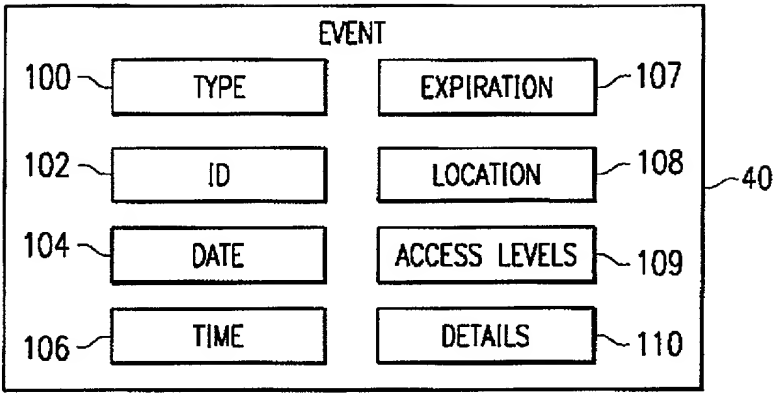 EVENT
100 TYPE EXPIRATION 107
102 ID LOCATION 108
40
104 DATE ACCESS LEVELS 109
106 TIME DETAILS 110